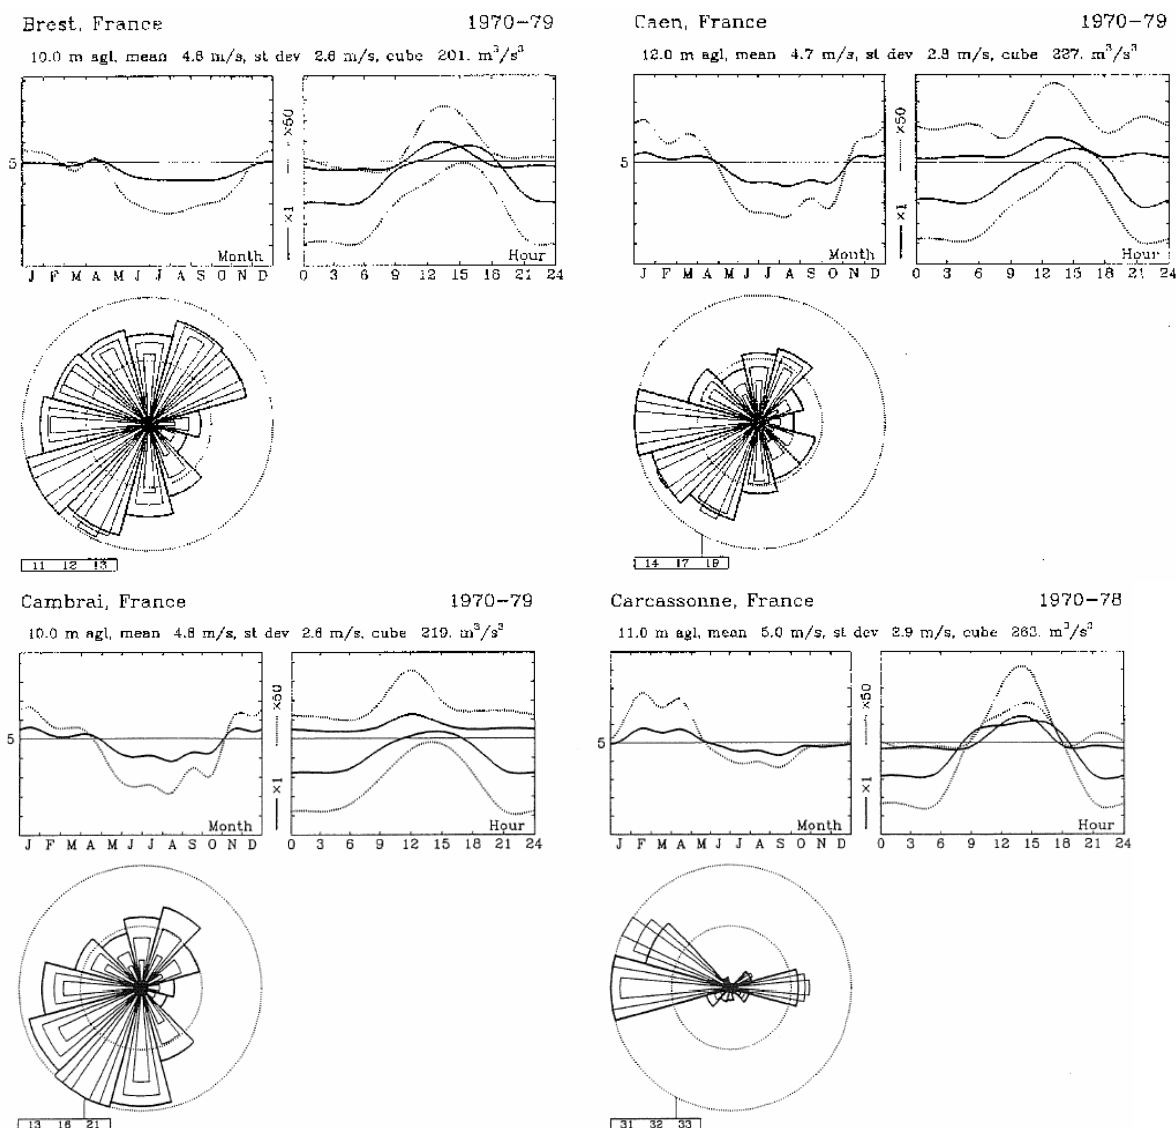 Brest, France 1970-79
10.0 m agl, mean 4.6 m/s, st dev 2.6 m/s, cube 201. m³/s³
5
×1 ×50
Month
Hour
J F M A M J J A S O N D
0 3 6 9 12 15 18 21 24
11 12 13
Caen, France 1970-79
12.0 m agl, mean 4.7 m/s, st dev 2.8 m/s, cube 227. m³/s³
5
×1 ×50
Month
Hour
J F M A M J J A S O N D
0 3 6 9 12 15 18 21 24
14 17 19
Cambrai, France 1970-79
10.0 m agl, mean 4.8 m/s, st dev 2.6 m/s, cube 219. m³/s³
5
×1 ×50
Month
Hour
J F M A M J J A S O N D
0 3 6 9 12 15 18 21 24
13 18 21
Carcassonne, France 1970-78
11.0 m agl, mean 5.0 m/s, st dev 2.9 m/s, cube 263. m³/s³
5
×1 ×50
Month
Hour
J F M A M J J A S O N D
0 3 6 9 12 15 18 21 24
31 32 33